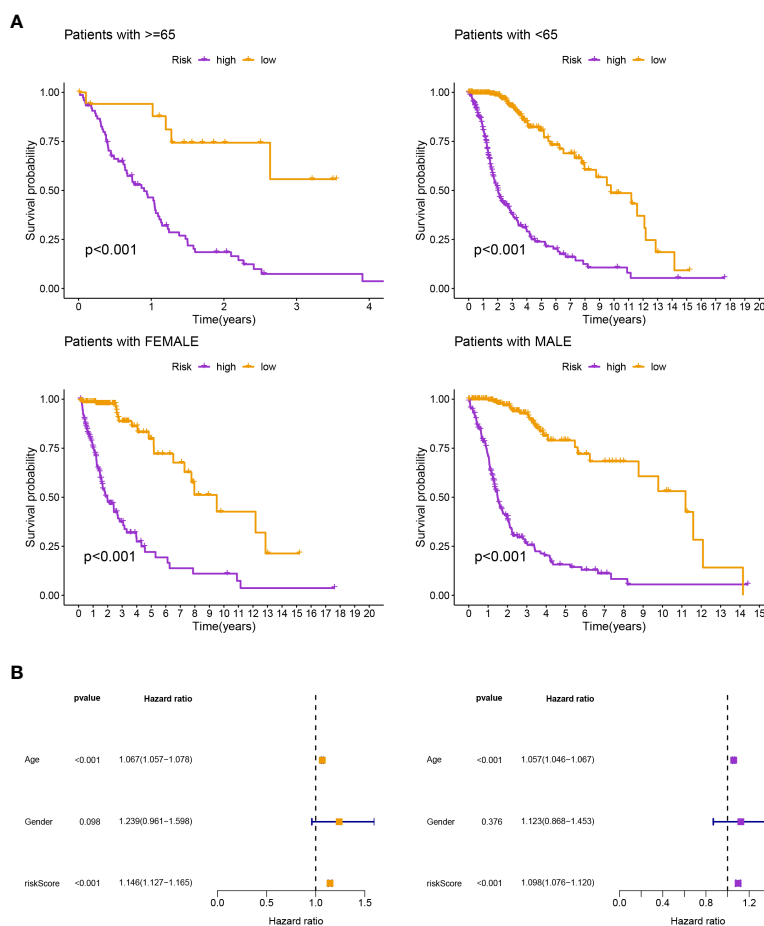 A
Patients with >=65
Risk high low
Survival probability
1.00
0.75
0.50
0.25
0.00
p<0.001
0 1 2 3 4
Time(years)
Patients with <65
Risk high low
Survival probability
1.00
0.75
0.50
0.25
0.00
p<0.001
0 1 2 3 4 5 6 7 8 9 10 11 12 13 14 15 16 17 18 19 20
Time(years)
Patients with FEMALE
Risk high low
Survival probability
1.00
0.75
0.50
0.25
0.00
p<0.001
0 1 2 3 4 5 6 7 8 9 10 11 12 13 14 15 16 17 18 19 20
Time(years)
Patients with MALE
Risk high low
Survival probability
1.00
0.75
0.50
0.25
0.00
p<0.001
0 1 2 3 4 5 6 7 8 9 10 11 12 13 14 15
Time(years)
B
pvalue Hazard ratio
Age <0.001 1.067(1.057−1.078)
Gender 0.098 1.239(0.961−1.598)
riskScore <0.001 1.146(1.127−1.165)
0.0 0.5 1.0 1.5
Hazard ratio
pvalue Hazard ratio
Age <0.001 1.057(1.046−1.067)
Gender 0.376 1.123(0.868−1.453)
riskScore <0.001 1.098(1.076−1.120)
0.0 0.2 0.4 0.8 1.2
Hazard ratio